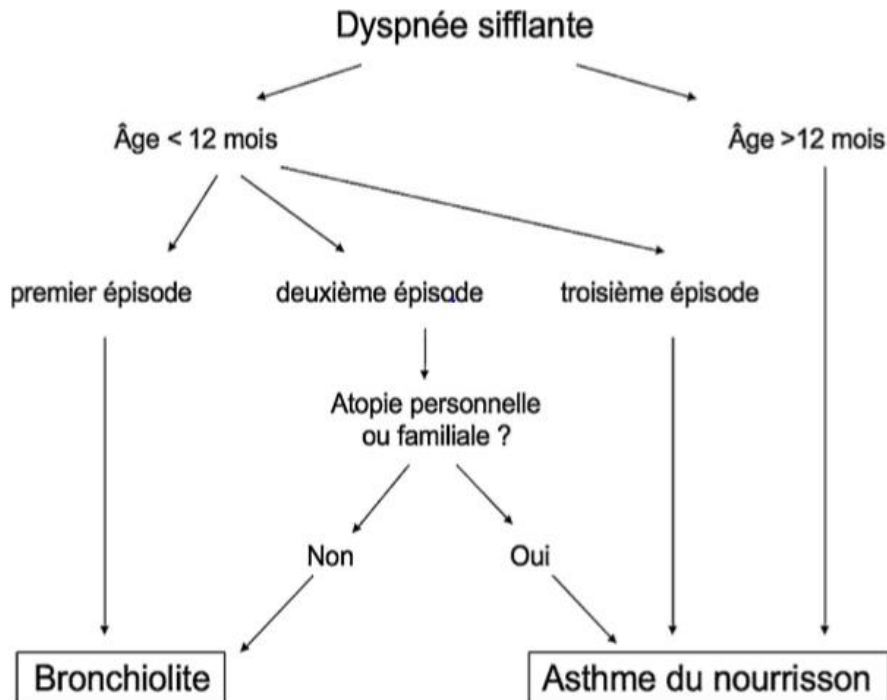 Dyspnée sifflante
Âge < 12 mois
Âge >12 mois
premier épisode
deuxième épisode
troisième épisode
Atopie personnelle
ou familiale ?
Non
Oui
Bronchiolite
Asthme du nourrisson